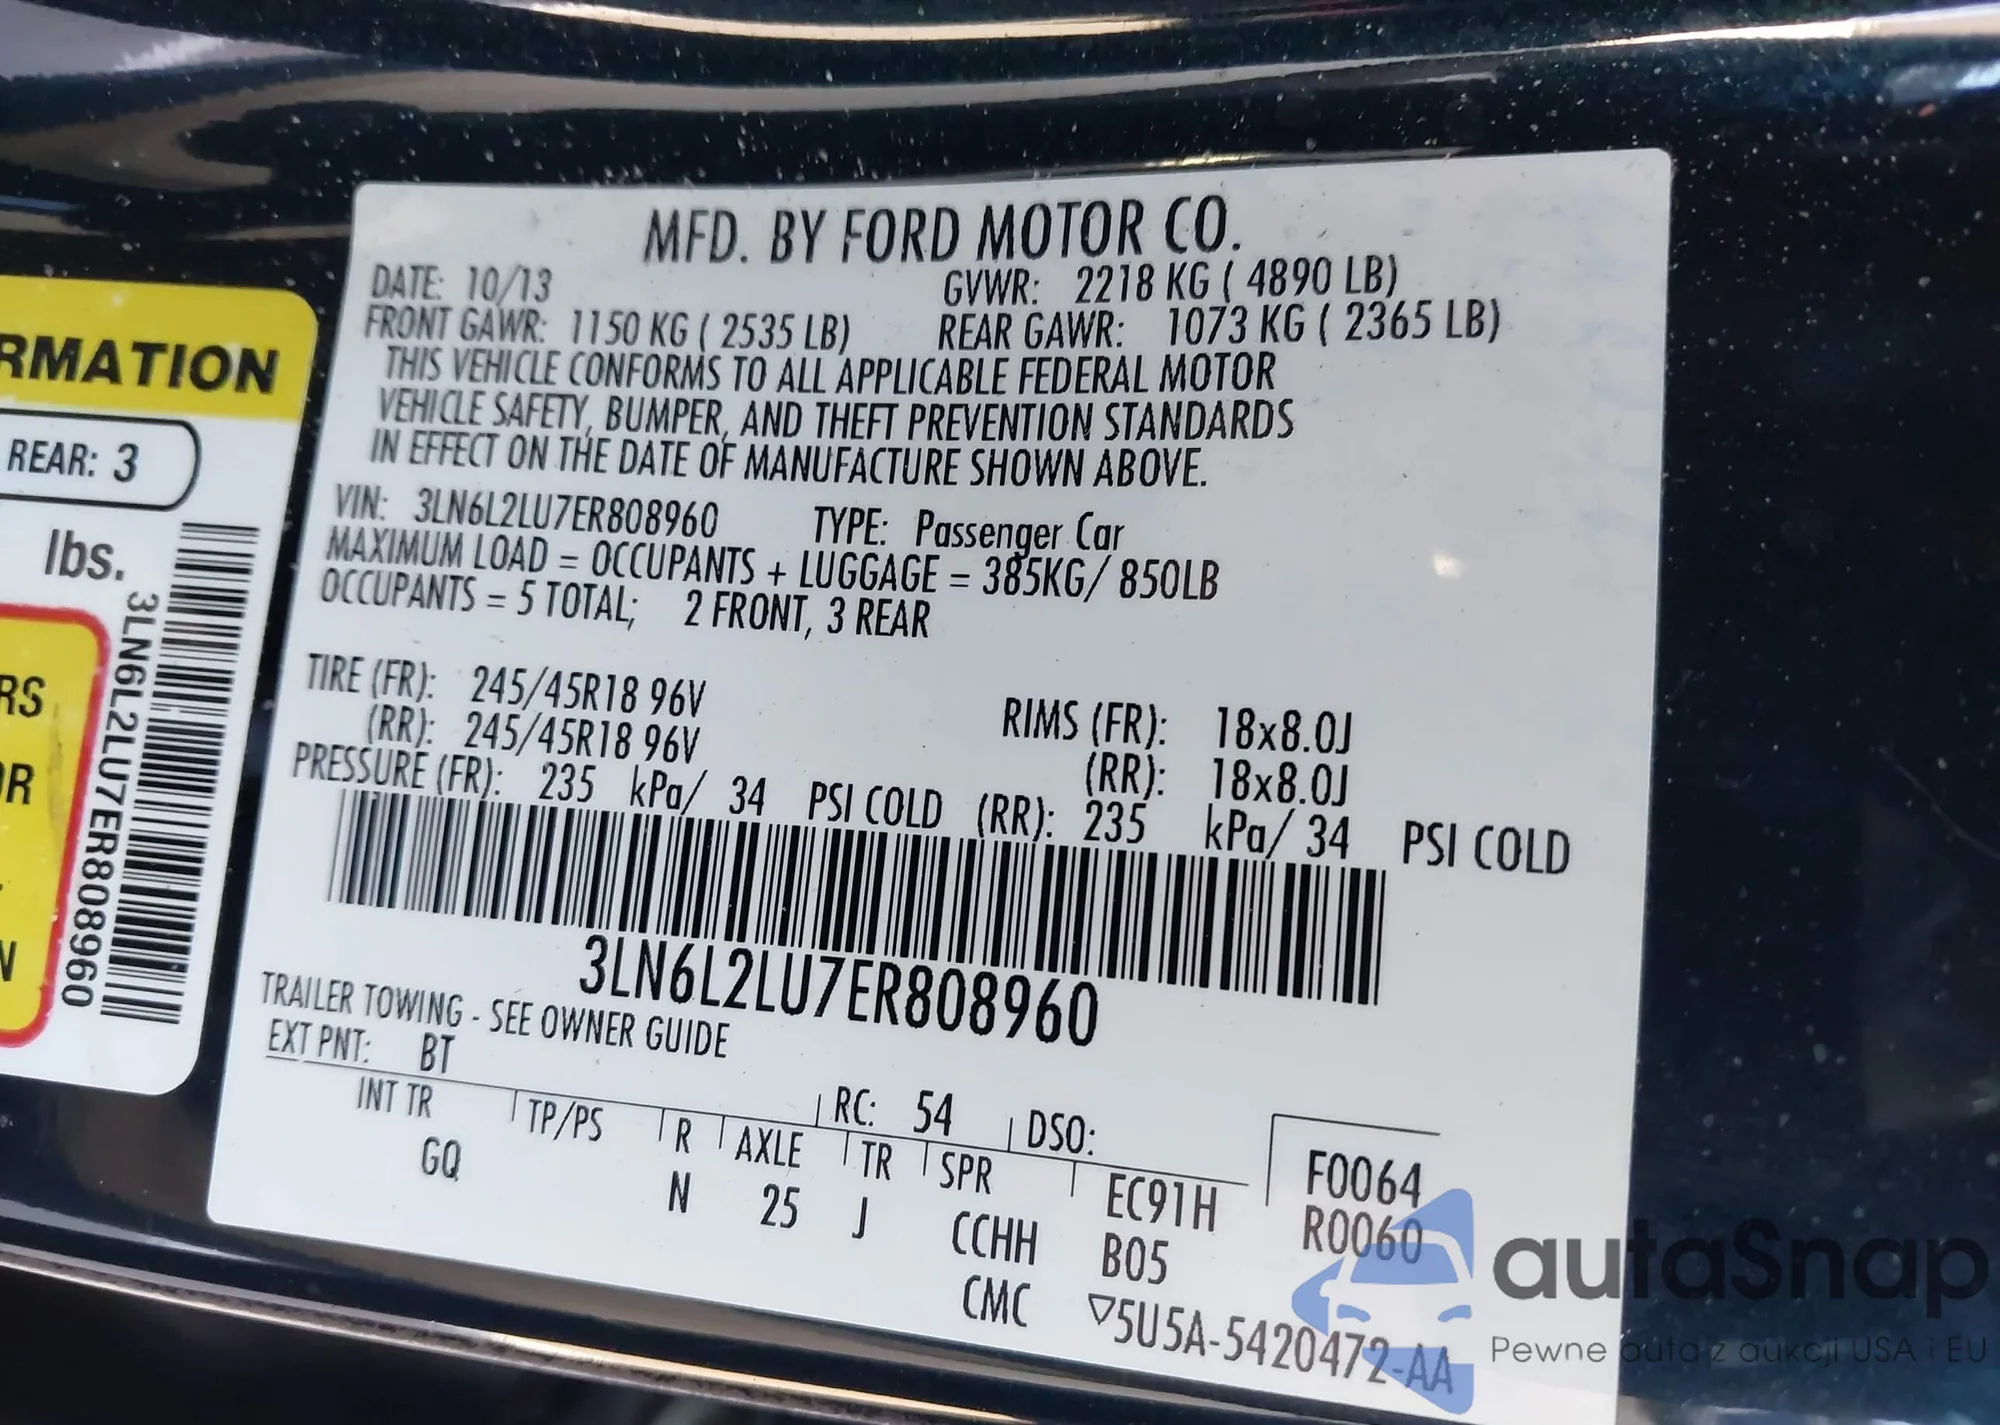 MFD. BY FORD MOTOR CO.
DATE: 10/13 GVWR: 2218 KG ( 4890 LB)
FRONT GAWR: 1150 KG ( 2535 LB) REAR GAWR: 1073 KG ( 2365 LB)
THIS VEHICLE CONFORMS TO ALL APPLICABLE FEDERAL MOTOR
VEHICLE SAFETY, BUMPER, AND THEFT PREVENTION STANDARDS
IN EFFECT ON THE DATE OF MANUFACTURE SHOWN ABOVE.
VIN: 3LN6L2LU7ER808960 TYPE: Passenger Car
MAXIMUM LOAD = OCCUPANTS + LUGGAGE = 385KG/ 850LB
OCCUPANTS = 5 TOTAL; 2 FRONT, 3 REAR
TIRE (FR): 245/45R18 96V RIMS (FR): 18x8.0J
(RR): 245/45R18 96V (RR): 18x8.0J
PRESSURE (FR): 235 kPa/ 34 PSI COLD (RR): 235 kPa/ 34 PSI COLD
3LN6L2LU7ER808960
TRAILER TOWING - SEE OWNER GUIDE
EXT PNT: BT RC: 54 DSO:
INT TR TP/PS R AXLE TR SPR EC91H F0064
GQ N 25 J CCHH B05 R0060
CMC ▽5U5A-5420472-AA
RMATION
REAR: 3
lbs.
3LN6L2LU7ER808960
RS
OR
N
autaSnap
Pewne auta z aukcji USA i EU